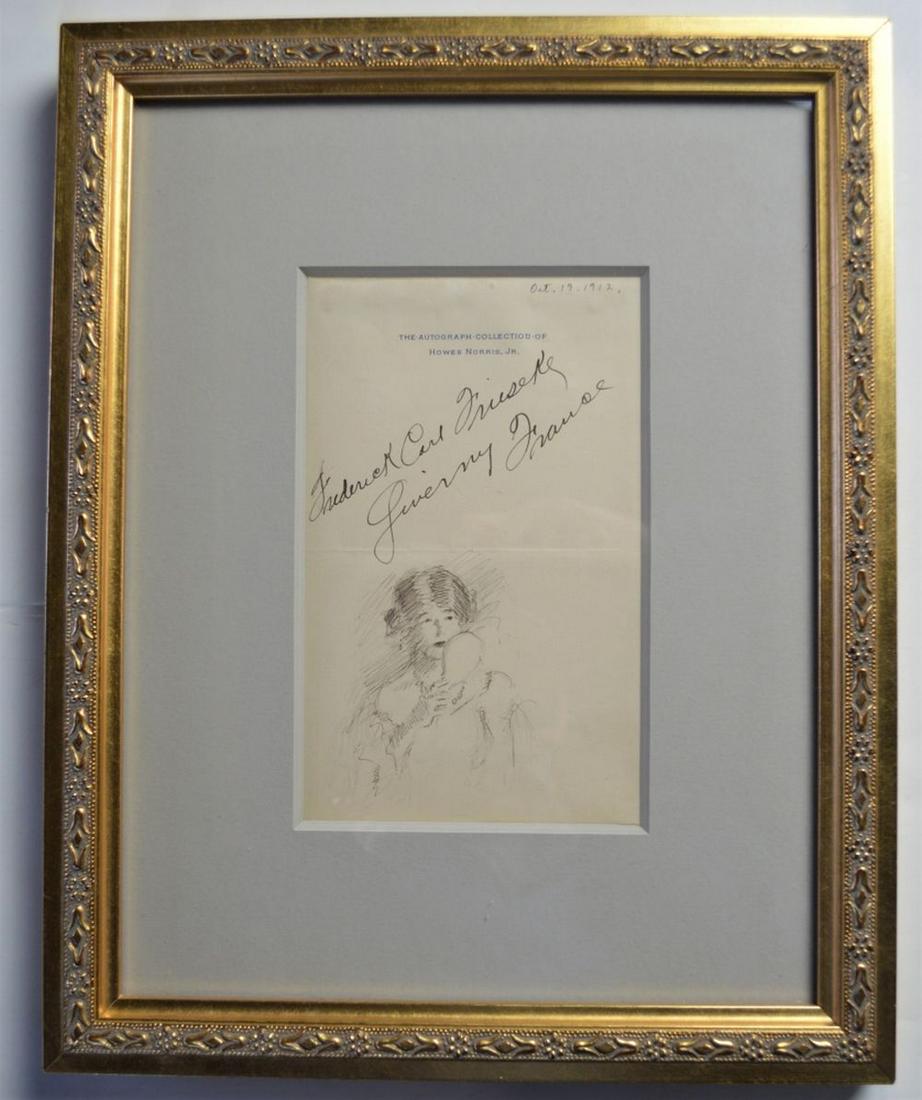 Oct. 19. 1912.
THE·AUTOGRAPH·COLLECTION·OF
HOWES NORRIS, JR.
Frederick Carl Frieseke
Giverny France